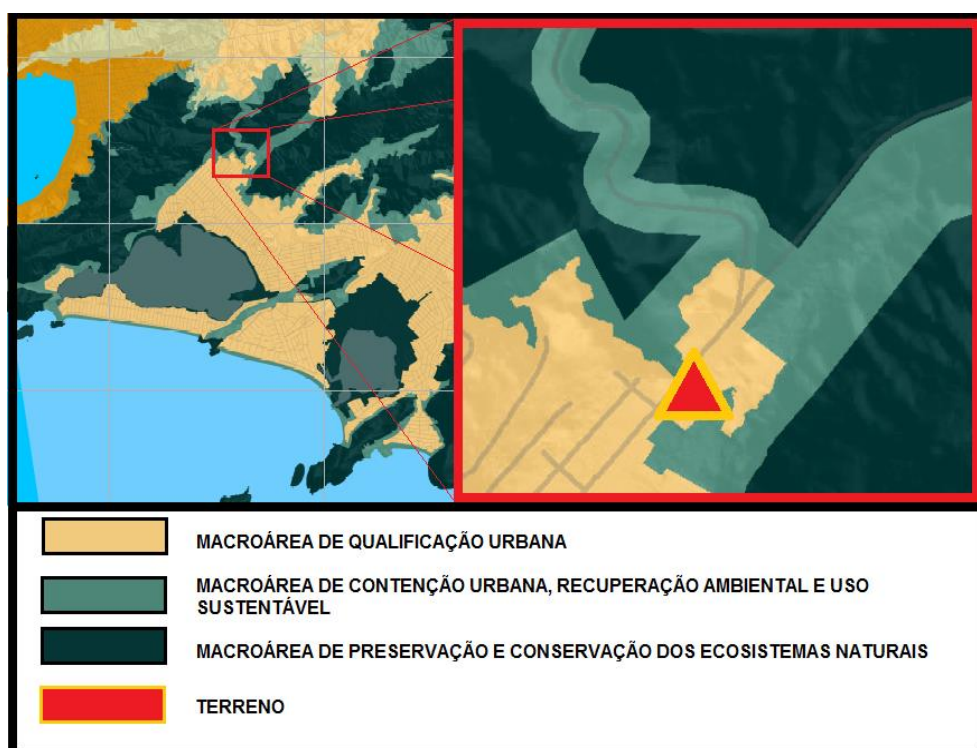 MACROÁREA DE QUALIFICAÇÃO URBANA
MACROÁREA DE CONTENÇÃO URBANA, RECUPERAÇÃO AMBIENTAL E USO
SUSTENTÁVEL
MACROÁREA DE PRESERVAÇÃO E CONSERVAÇÃO DOS ECOSISTEMAS NATURAIS
TERRENO